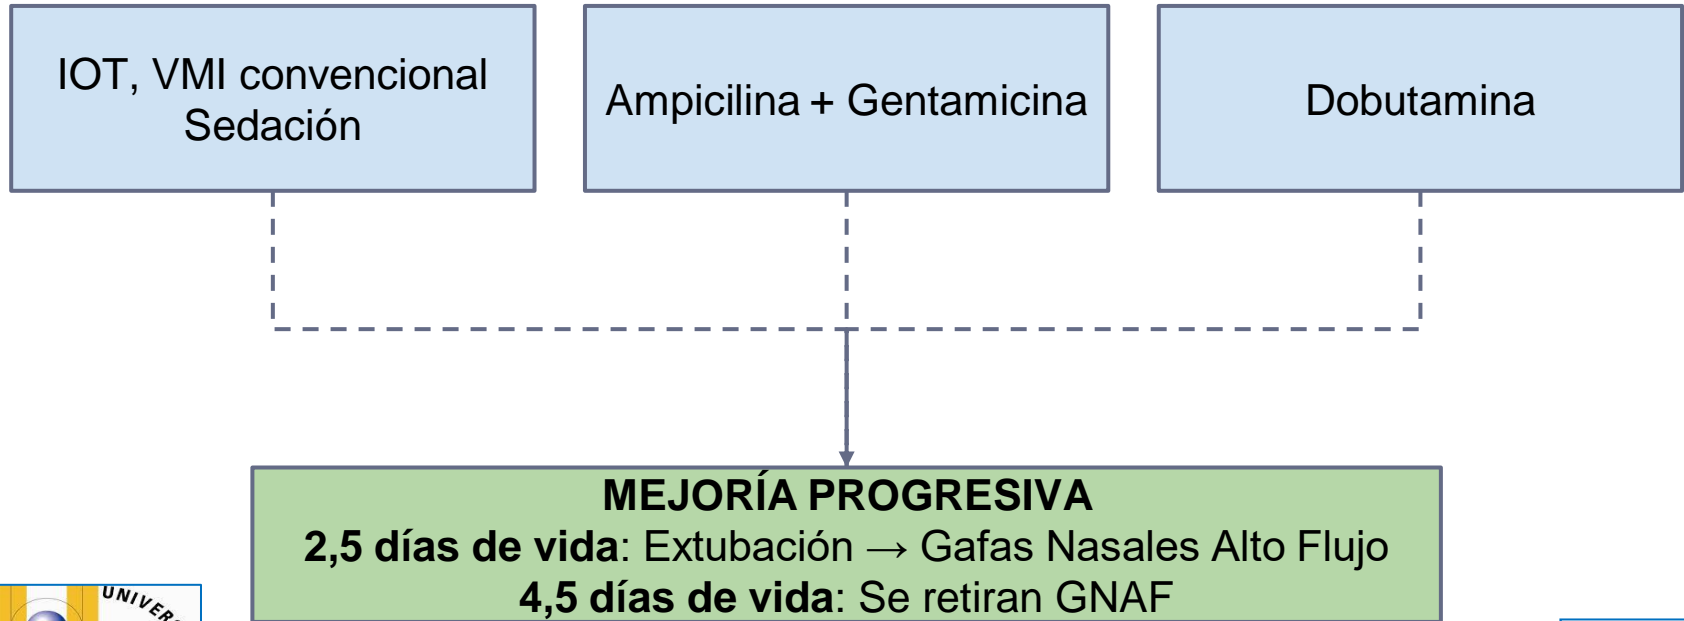 IOT, VMI convencional
Sedación
Ampicilina + Gentamicina
Dobutamina
MEJORÍA PROGRESIVA
2,5 días de vida: Extubación → Gafas Nasales Alto Flujo
4,5 días de vida: Se retiran GNAF